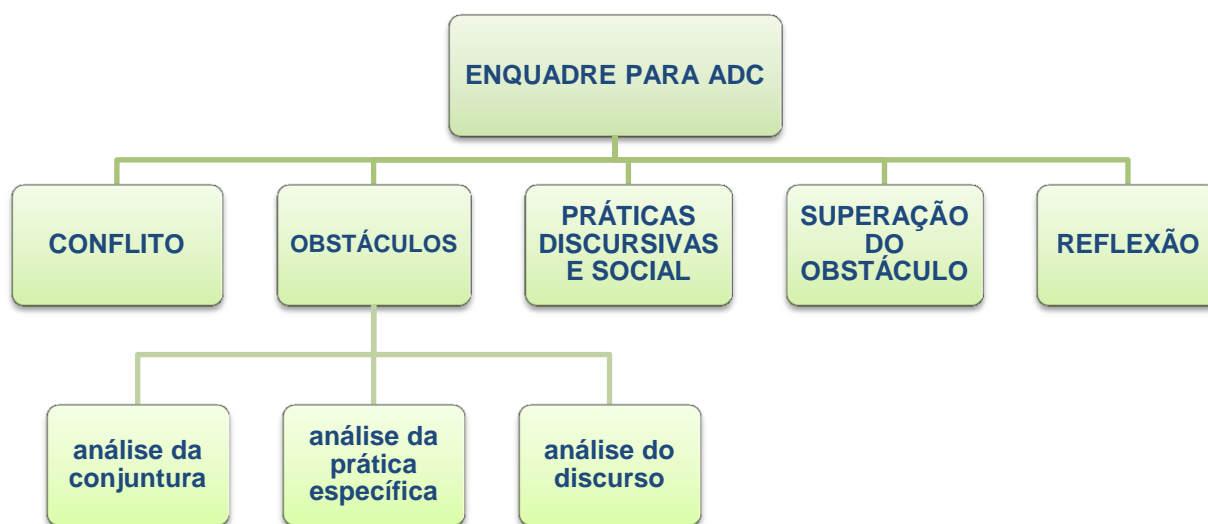 ENQUADRE PARA ADC
CONFLITO
OBSTÁCULOS
PRÁTICAS
DISCURSIVAS
E SOCIAL
SUPERAÇÃO
DO
OBSTÁCULO
REFLEXÃO
análise da
conjuntura
análise da
prática
específica
análise do
discurso